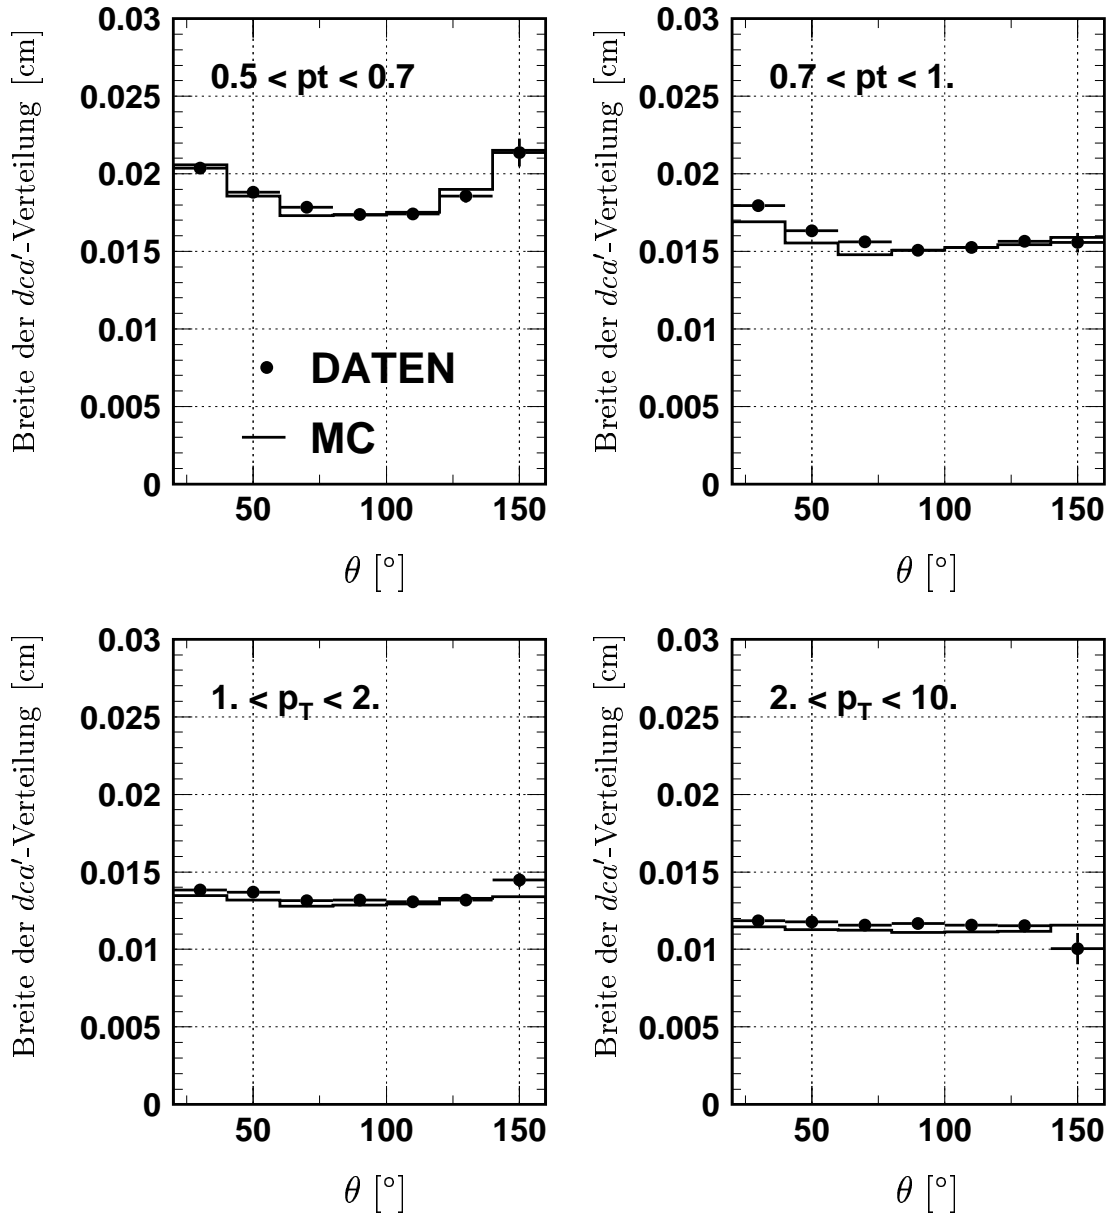 Breite der dca′-Verteilung [cm]
0.03
0.025
0.02
0.015
0.01
0.005
0
0.5 < pt < 0.7
DATEN
MC
50 100 150
θ [°]
Breite der dca′-Verteilung [cm]
0.03
0.025
0.02
0.015
0.01
0.005
0
0.7 < pt < 1.
50 100 150
θ [°]
Breite der dca′-Verteilung [cm]
0.03
0.025
0.02
0.015
0.01
0.005
0
1. < p_T < 2.
50 100 150
θ [°]
Breite der dca′-Verteilung [cm]
0.03
0.025
0.02
0.015
0.01
0.005
0
2. < p_T < 10.
50 100 150
θ [°]